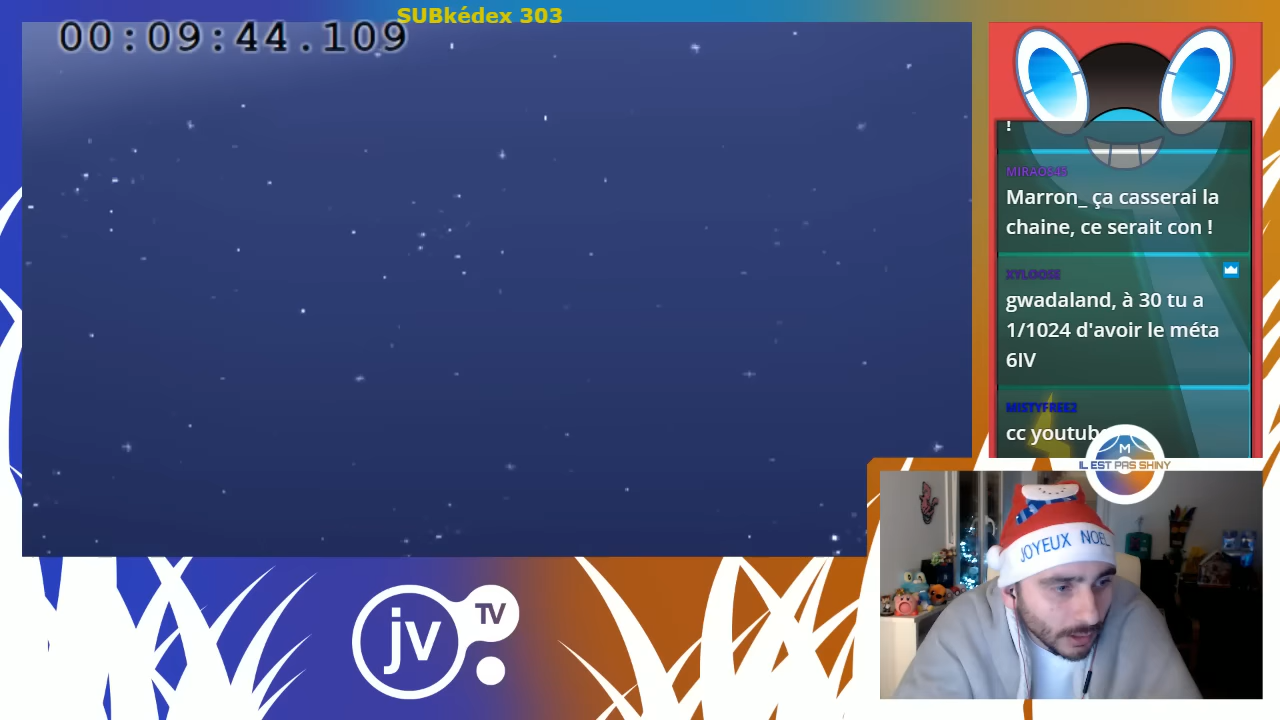 SUBkédex 303
00:09:44.109
!
MIRAOS45
Marron_ ça casserai la
chaine, ce serait con !
XYLOOSE
gwadaland, à 30 tu a
1/1024 d'avoir le méta
6IV
MISTYFREE2
cc youtube
M
IL EST PAS SHINY
JOYEUX NOEL
jv
TV